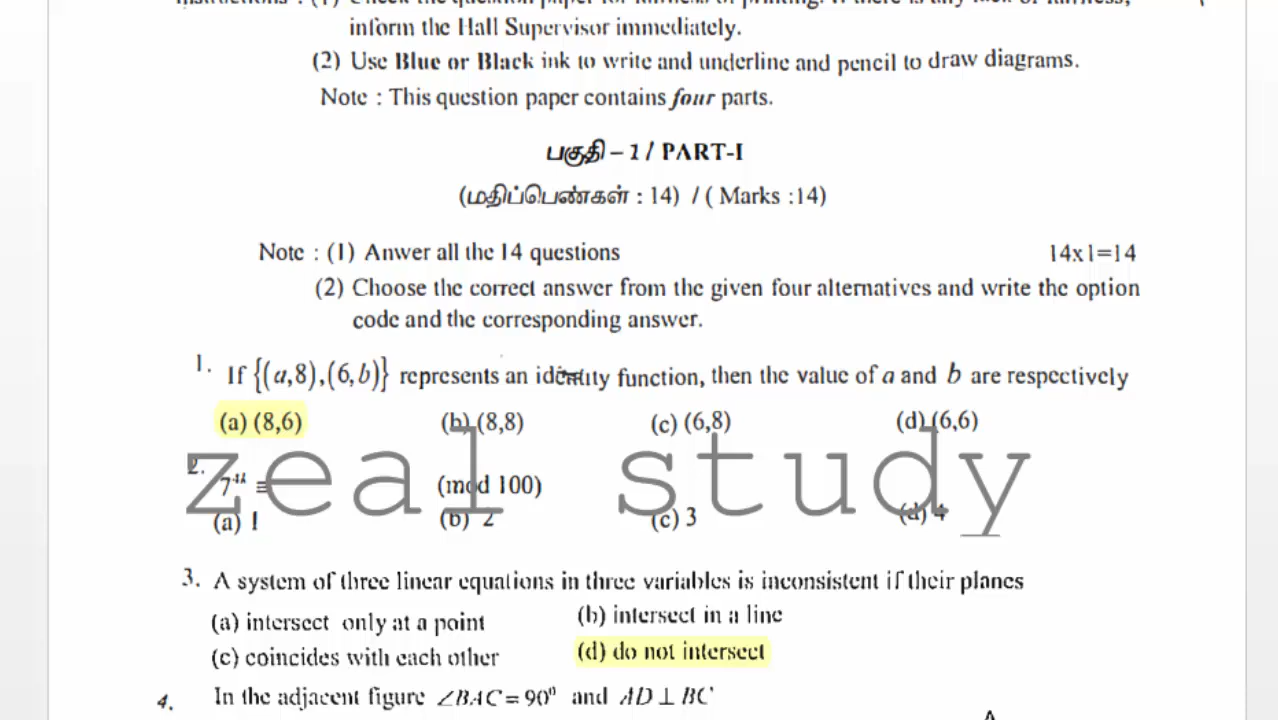 inform the Hall Supervisor immediately.
(2) Use Blue or Black ink to write and underline and pencil to draw diagrams.
Note : This question paper contains four parts.
பகுதி – 1 / PART-I
(மதிப்பெண்கள் : 14) / ( Marks :14)
Note : (1) Anwer all the 14 questions 14x1=14
(2) Choose the correct answer from the given four alternatives and write the option
code and the corresponding answer.
1. If {(a,8),(6,b)} represents an identity function, then the value of a and b are respectively
(a) (8,6) (b) (8,8) (c) (6,8) (d) (6,6)
zeal study
2. 7⁴ᵏ ≡ (mod 100)
(a) 1 (b) 2 (c) 3 (d) 4
3. A system of three linear equations in three variables is inconsistent if their planes
(a) intersect only at a point (b) intersect in a line
(c) coincides with each other (d) do not intersect
4. In the adjacent figure ∠BAC = 90⁰ and AD ⊥ BC
A